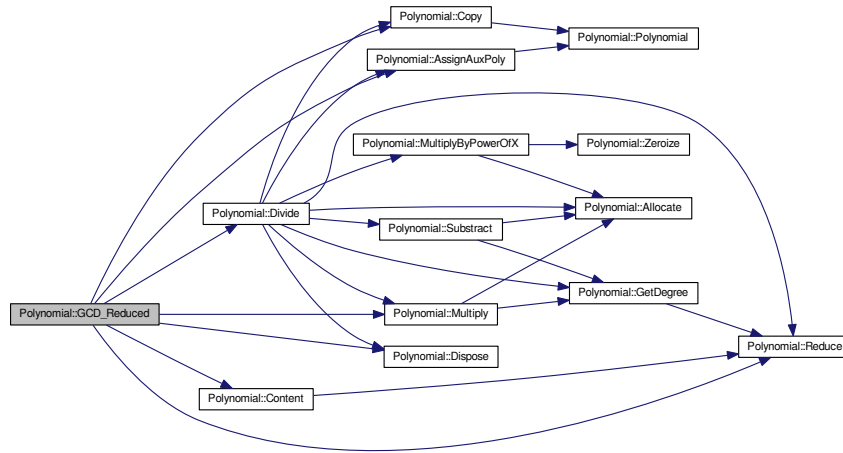 Polynomial::Copy
Polynomial::Polynomial
Polynomial::AssignAuxPoly
Polynomial::MultiplyByPowerOfX
Polynomial::Zeroize
Polynomial::Divide
Polynomial::Allocate
Polynomial::Substract
Polynomial::GetDegree
Polynomial::GCD_Reduced
Polynomial::Multiply
Polynomial::Reduce
Polynomial::Dispose
Polynomial::Content